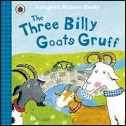 Ladybird Picture Books
The
Three Billy
Goats Gruff